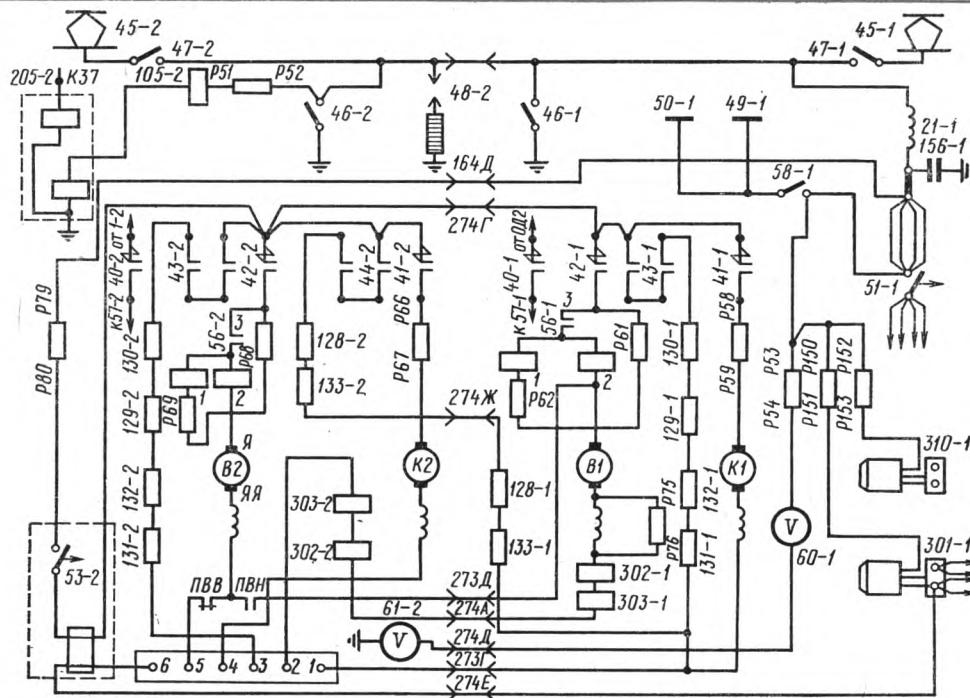 45-2
47-2
47-1
45-1
205-2
К37
105-2
Р51
Р52
48-2
50-1
49-1
46-2
46-1
21-1
156-1
58-1
164Д
274Г
от 1-2
40-2
К57-2
43-2
42-2
44-2
41-2
от ОД2
40-1
К57-1
42-1
43-1
41-1
51-1
Р79
Р80
56-2
3
Р68
Р66
56-1
3
Р61
Р58
130-2
128-2
Р67
130-1
Р59
Р53
Р150
Р152
1
2
1
2
Р69
133-2
Р62
Р54
Р151
Р153
129-2
274Ж
129-1
310-1
Я
В2
К2
В1
К1
ЯЯ
132-2
303-2
128-1
Р75
132-1
V
60-1
301-1
131-2
302-2
133-1
Р76
131-1
53-2
ПВВ
ПВН
273Д
302-1
61-2
274А
303-1
V
274Д
6
5
4
3
2
1
273Г
274Е